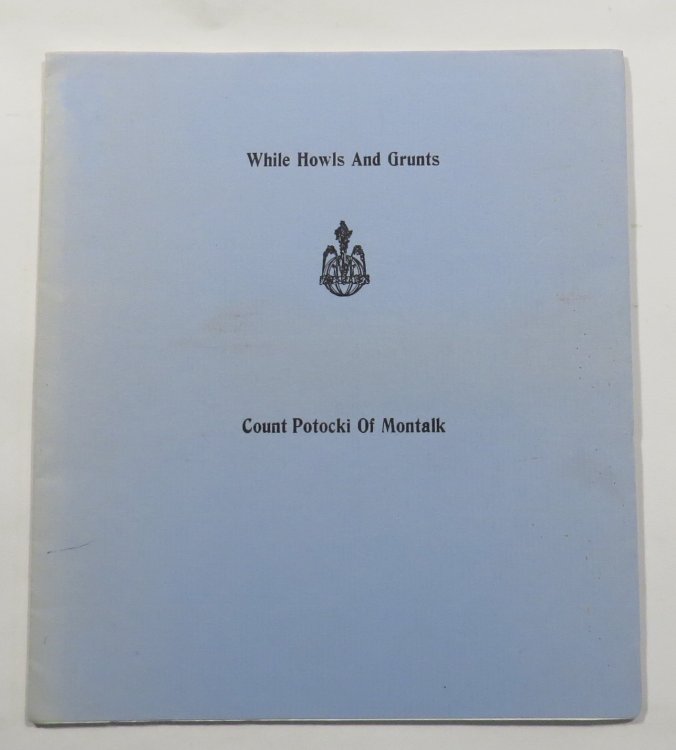 While Howls And Grunts
Count Potocki Of Montalk